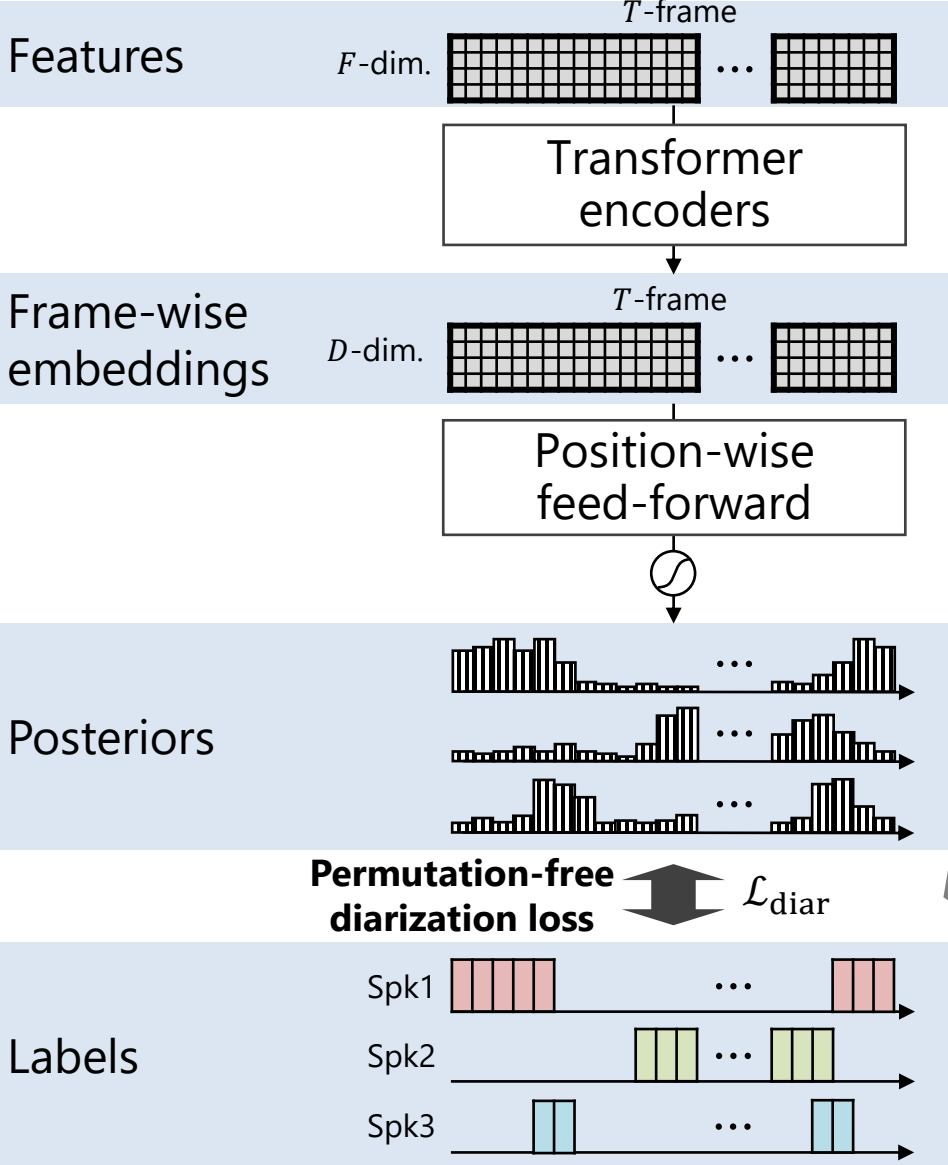 T-frame
Features
F-dim.
...
Transformer
encoders
Frame-wise
embeddings
T-frame
D-dim.
...
Position-wise
feed-forward
Posteriors
...
...
...
Permutation-free
diarization loss
ℒdiar
Labels
Spk1
...
Spk2
...
Spk3
...